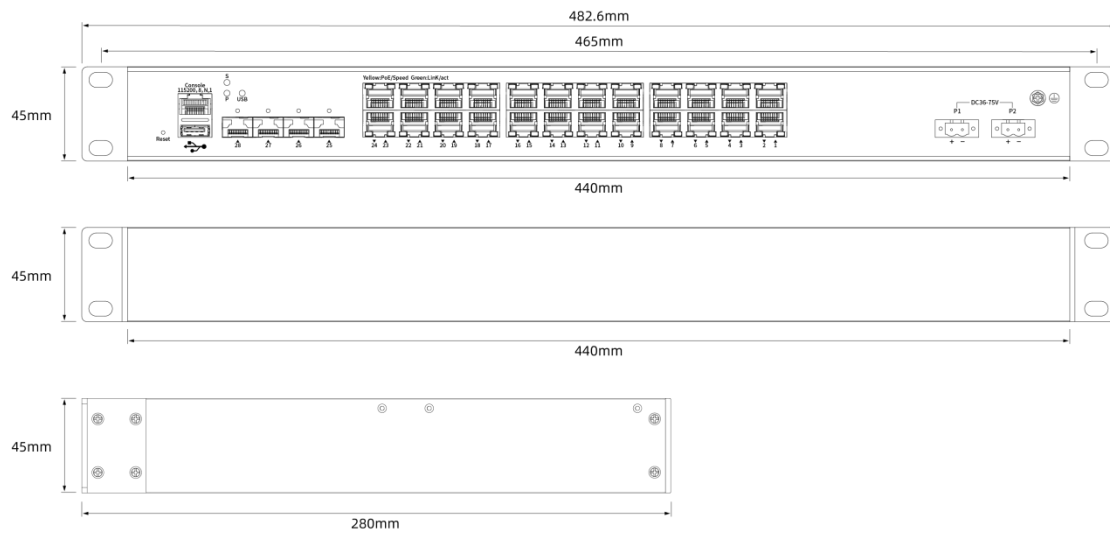 482.6mm
465mm
Yellow:PoE/Speed Green:LinK/act
S
Console
115200, 8, N, 1
P USB
DC36-75V
P1 P2
45mm
Reset
28 27 26 25
24 23 22 21 20 19 18 17 16 15 14 13 12 11 10 9 8 7 6 5 4 3 2 1
+ − + −
440mm
45mm
440mm
45mm
280mm